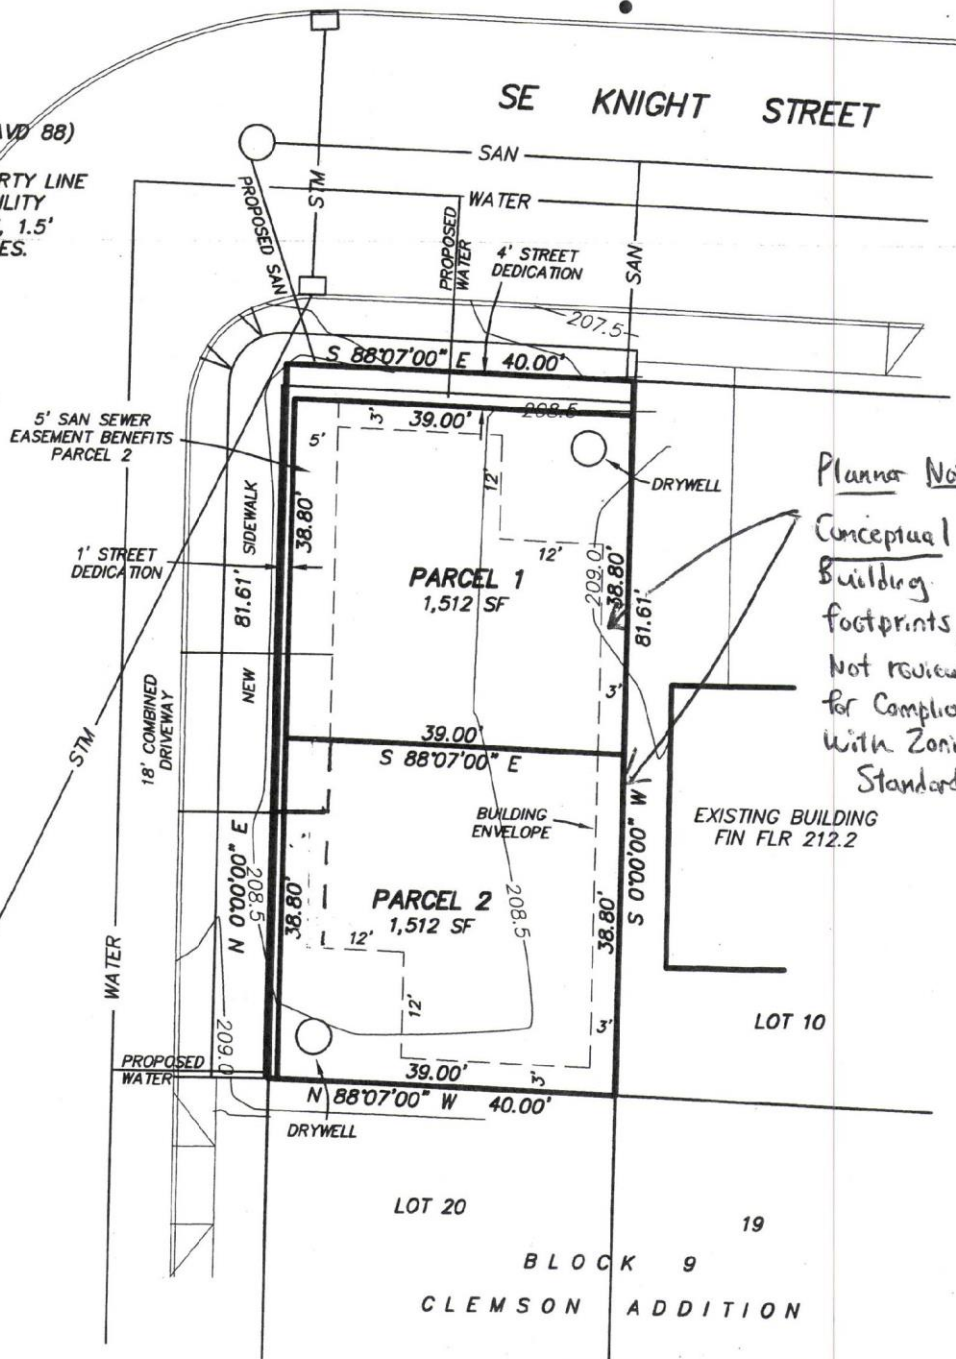 SE KNIGHT STREET
VD 88)
RTY LINE
ILITY
, 1.5'
ES.
SAN
WATER
STM
PROPOSED SAN
PROPOSED
WATER
4' STREET
DEDICATION
SAN
207.5
S 88°07'00" E 40.00'
208.5
39.00'
3'
5'
5' SAN SEWER
EASEMENT BENEFITS
PARCEL 2
12'
DRYWELL
Planner
Conceptual
Building
footprints
Not
for
With
38.80'
SIDEWALK
1' STREET
DEDICATION
12'
209.0
38.80'
81.61'
PARCEL 1
1,512 SF
81.61'
NEW
3'
18' COMBINED
DRIVEWAY
STM
39.00'
S 88°07'00" E
BUILDING
ENVELOPE
EXISTING BUILDING
FIN FLR 212.2
N 0°00'00" E
208.5
38.80'
PARCEL 2
1,512 SF
208.5
38.80'
S 0°00'00" W
12'
12'
WATER
209.0
3'
LOT 10
PROPOSED
WATER
39.00'
3'
N 88°07'00" W 40.00'
DRYWELL
LOT 20
19
BLOCK 9
CLEMSON ADDITION